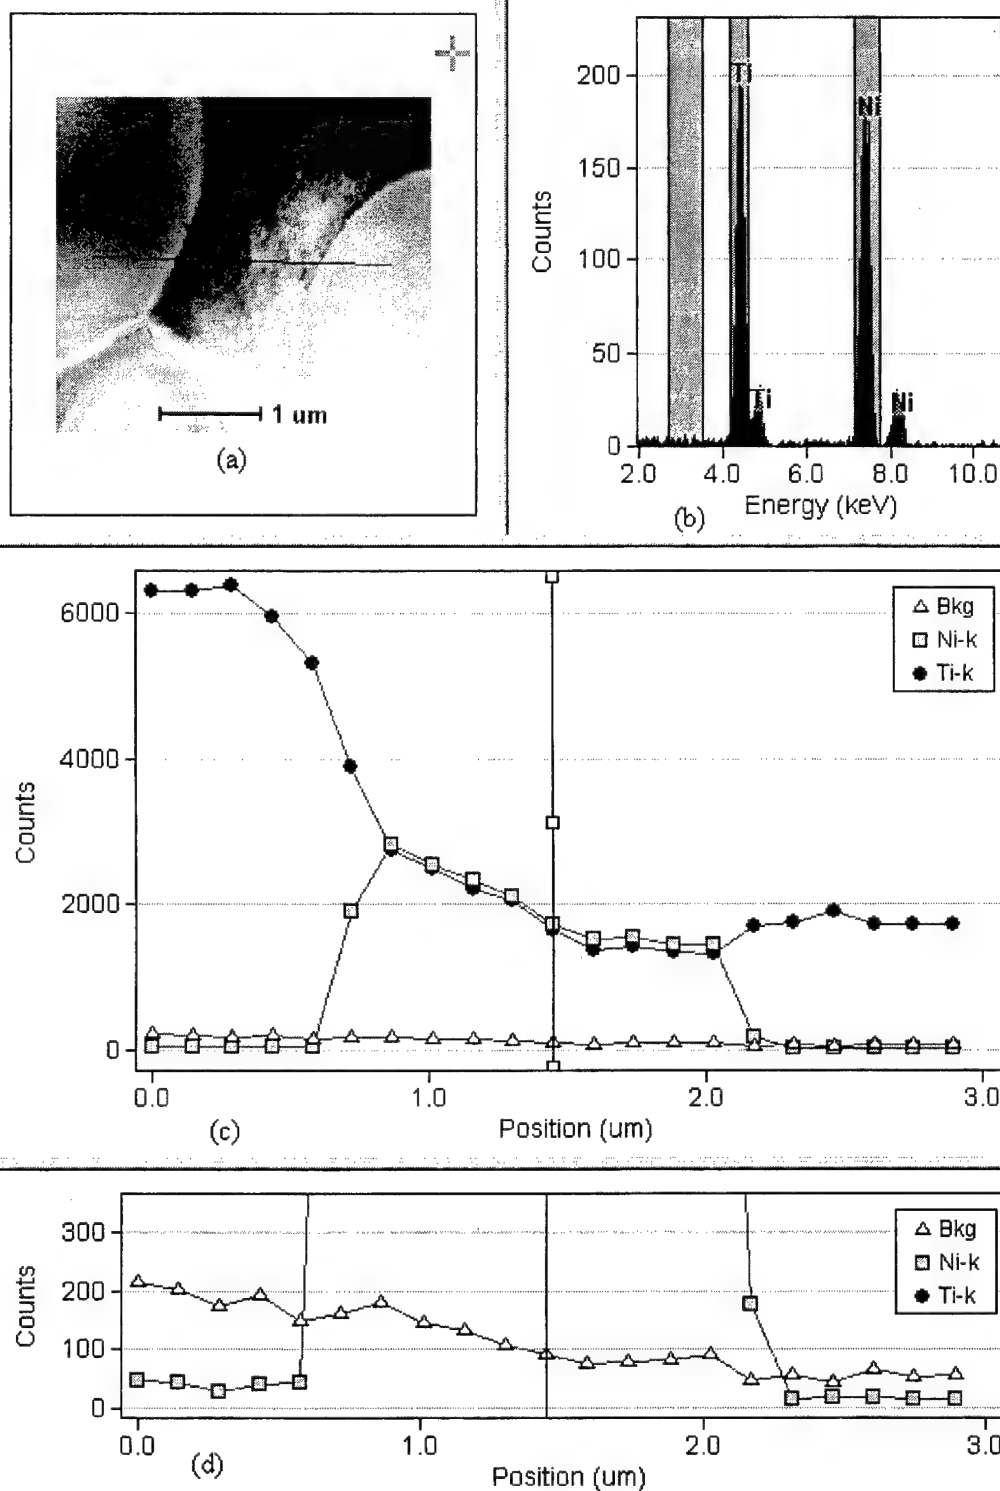 1 um
(a)
Counts
200
150
100
50
0
Ti
Ni
Ti
Ni
2.0 4.0 6.0 8.0 10.0
Energy (keV)
(b)
Counts
6000
4000
2000
0
Bkg
Ni-k
Ti-k
0.0 1.0 2.0 3.0
Position (um)
(c)
Counts
300
200
100
0
Bkg
Ni-k
Ti-k
0.0 1.0 2.0 3.0
Position (um)
(d)